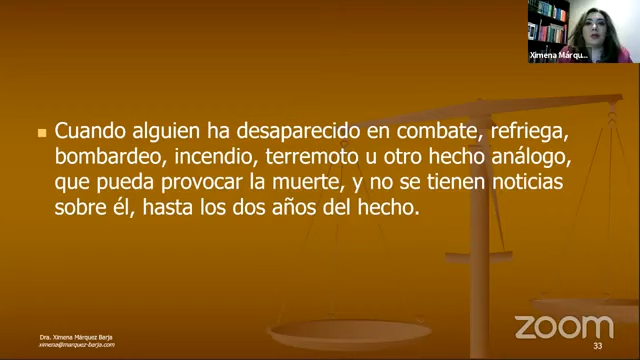 Ximena Márqu...
Cuando alguien ha desaparecido en combate, refriega,
bombardeo, incendio, terremoto u otro hecho análogo,
que pueda provocar la muerte, y no se tienen noticias
sobre él, hasta los dos años del hecho.
Dra. Ximena Márquez Barja
ximena@marquez-barja.com
zoom
33